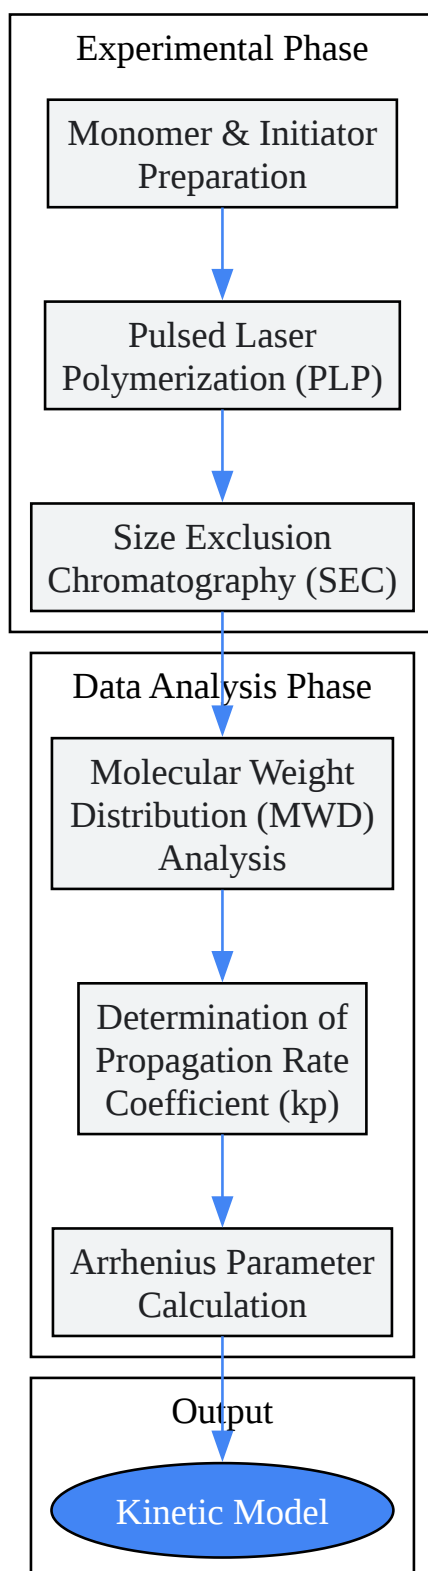 Experimental Phase
Monomer & Initiator
Preparation
Pulsed Laser
Polymerization (PLP)
Size Exclusion
Chromatography (SEC)
Data Analysis Phase
Molecular Weight
Distribution (MWD)
Analysis
Determination of
Propagation Rate
Coefficient (kp)
Arrhenius Parameter
Calculation
Output
Kinetic Model